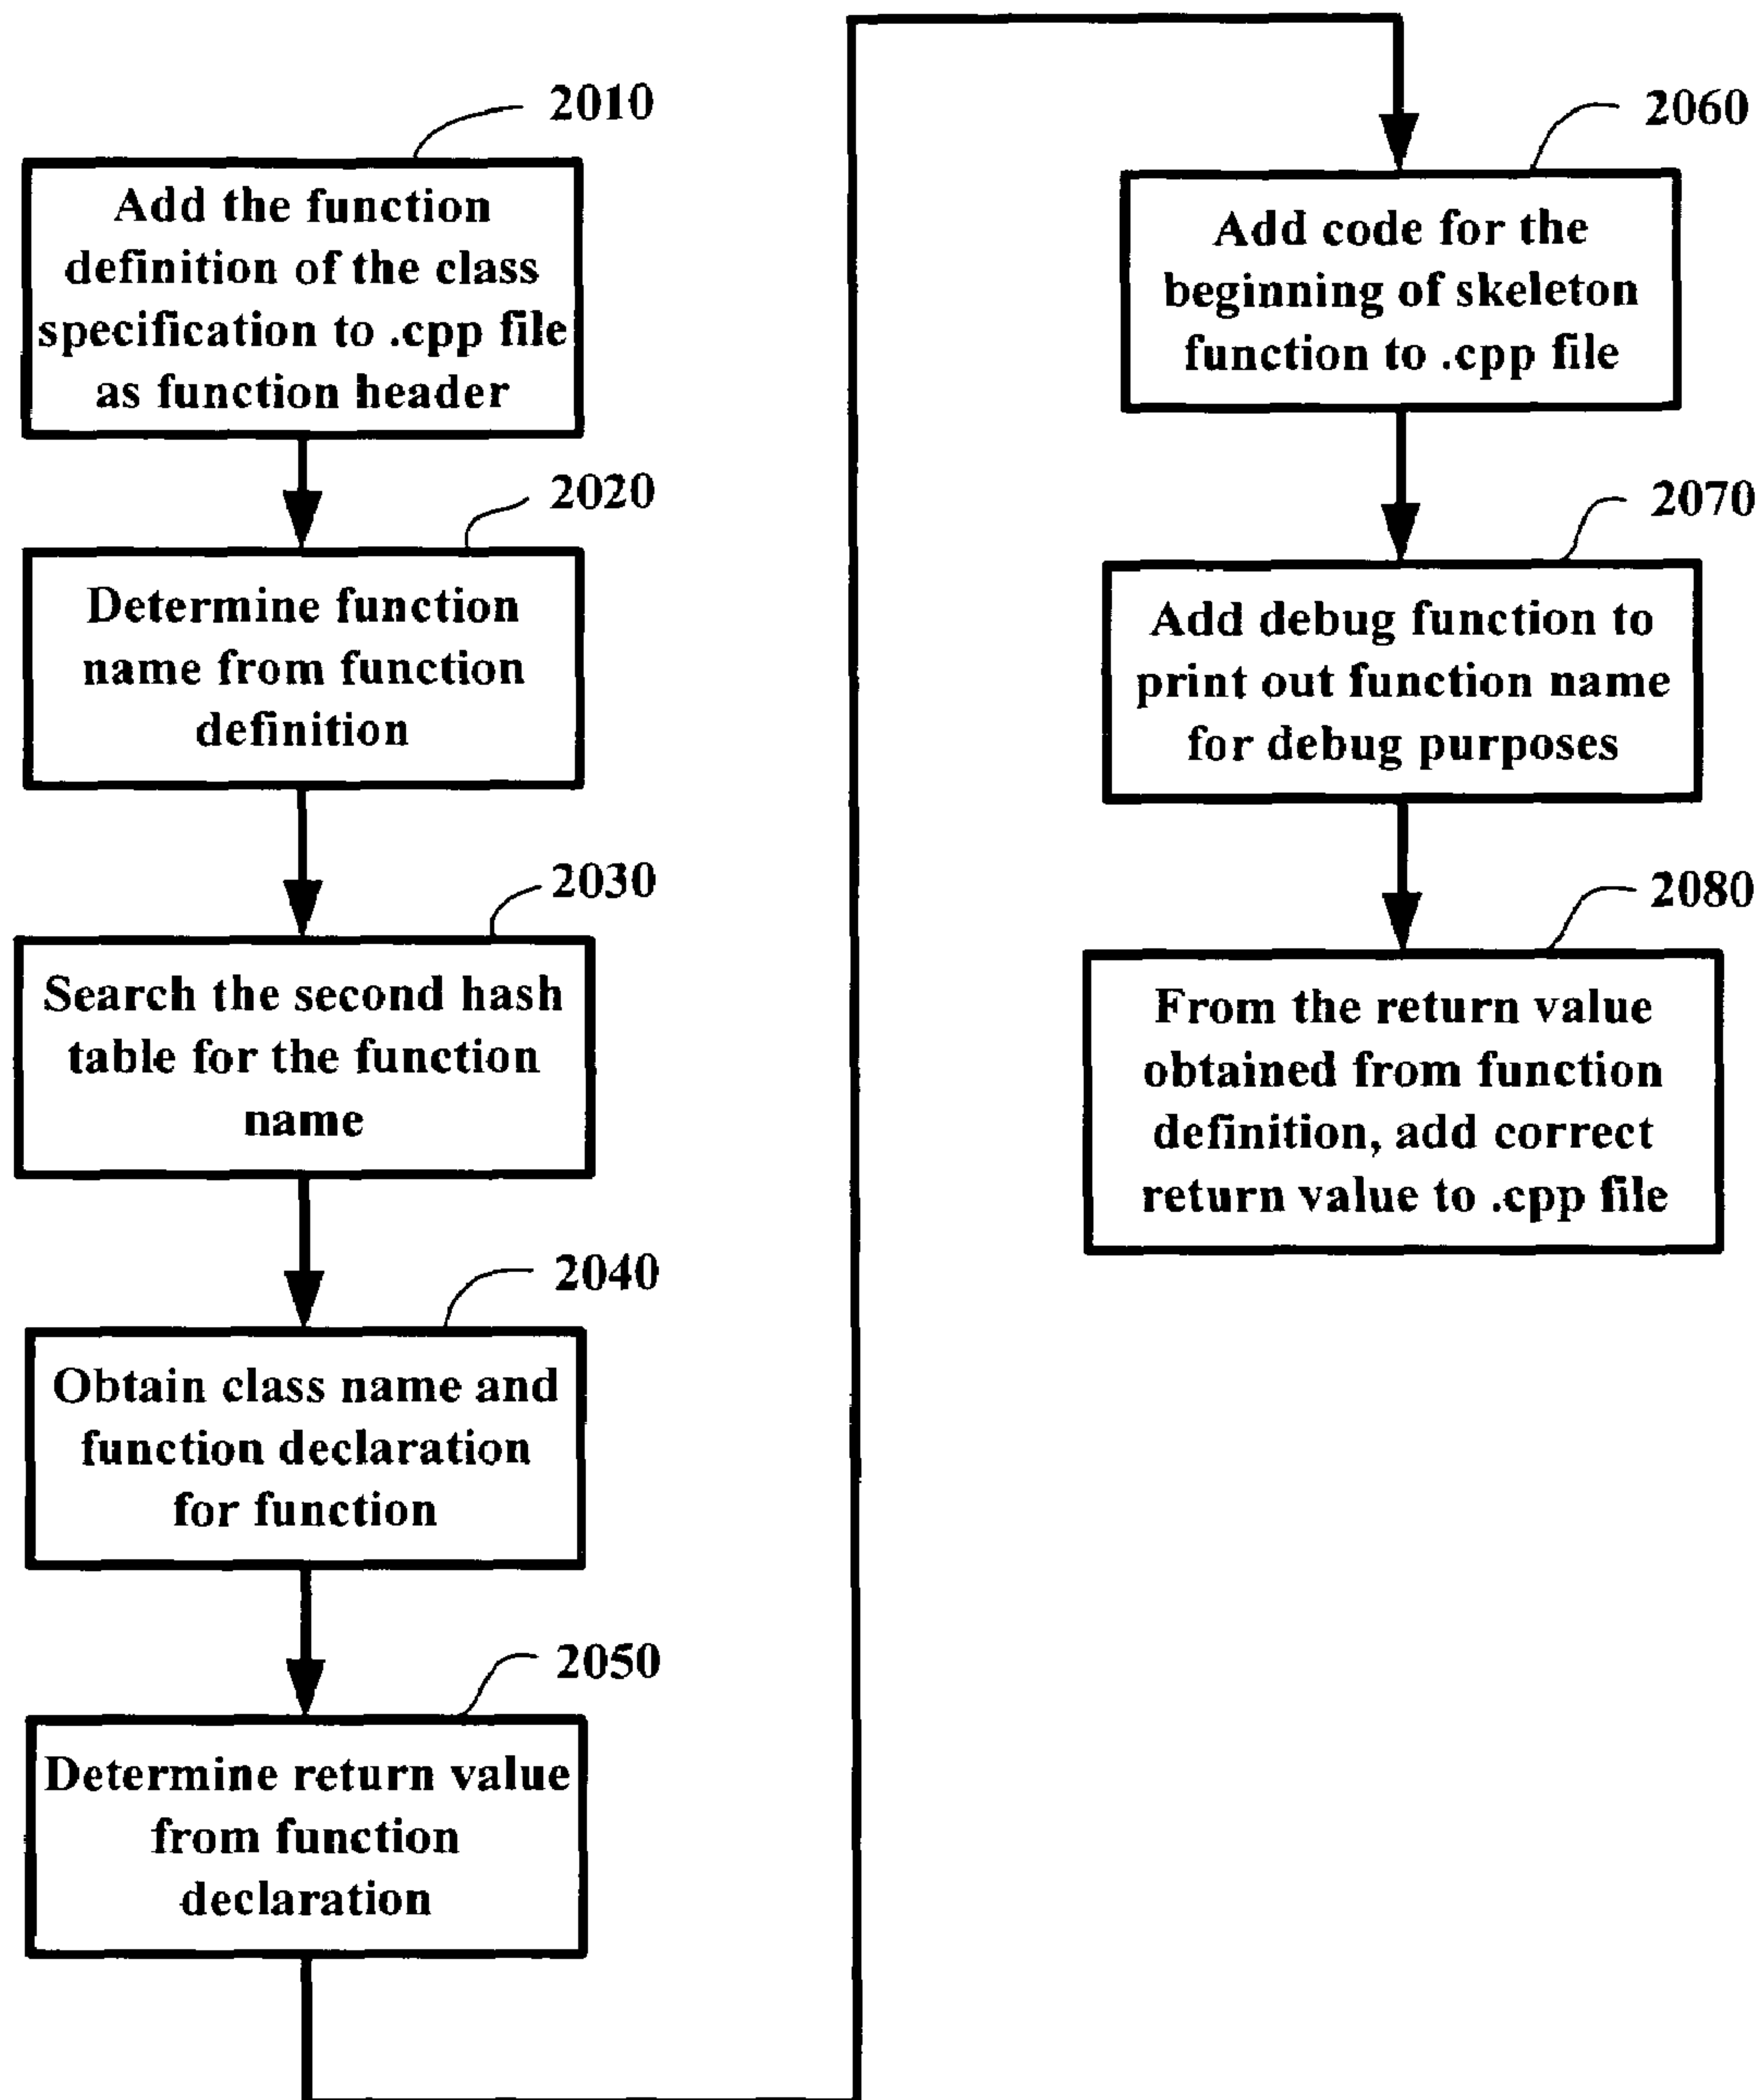 2010
Add the function
definition of the class
specification to .cpp file
as function header
2020
Determine function
name from function
definition
2030
Search the second hash
table for the function
name
2040
Obtain class name and
function declaration
for function
2050
Determine return value
from function
declaration
2060
Add code for the
beginning of skeleton
function to .cpp file
2070
Add debug function to
print out function name
for debug purposes
2080
From the return value
obtained from function
definition, add correct
return value to .cpp file